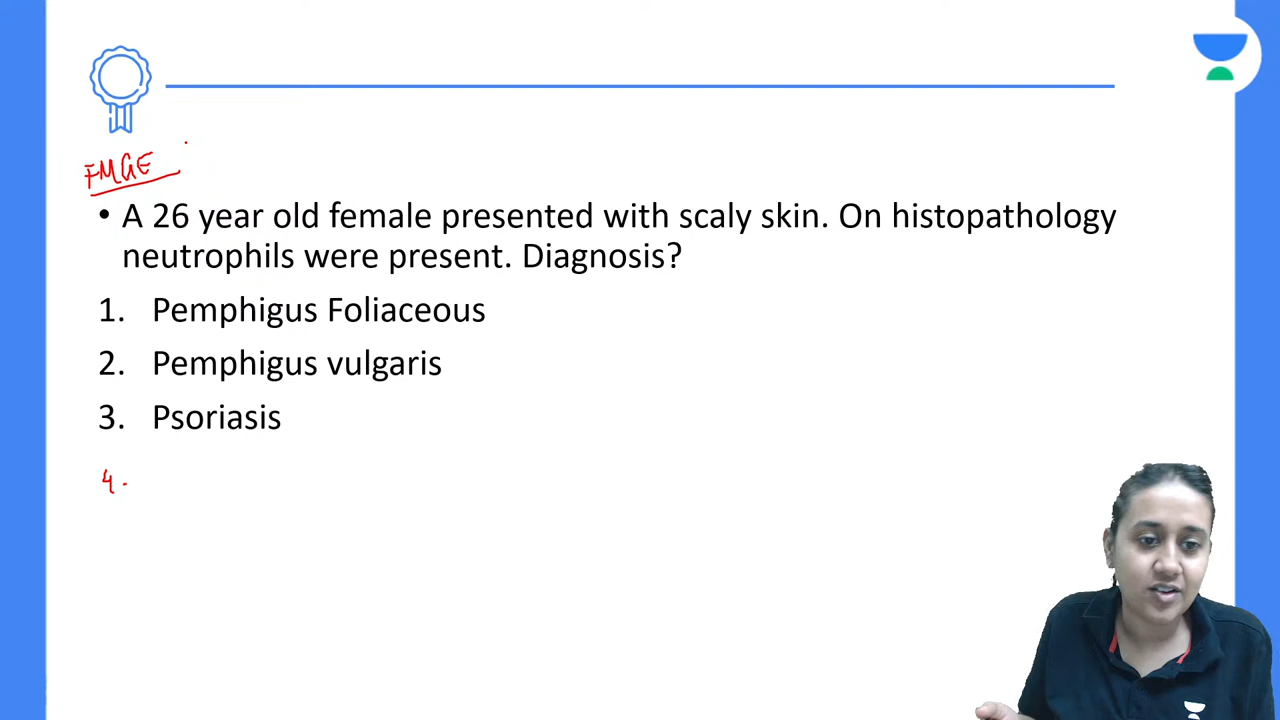 FMGE
• A 26 year old female presented with scaly skin. On histopathology
neutrophils were present. Diagnosis?
1. Pemphigus Foliaceous
2. Pemphigus vulgaris
3. Psoriasis
4.